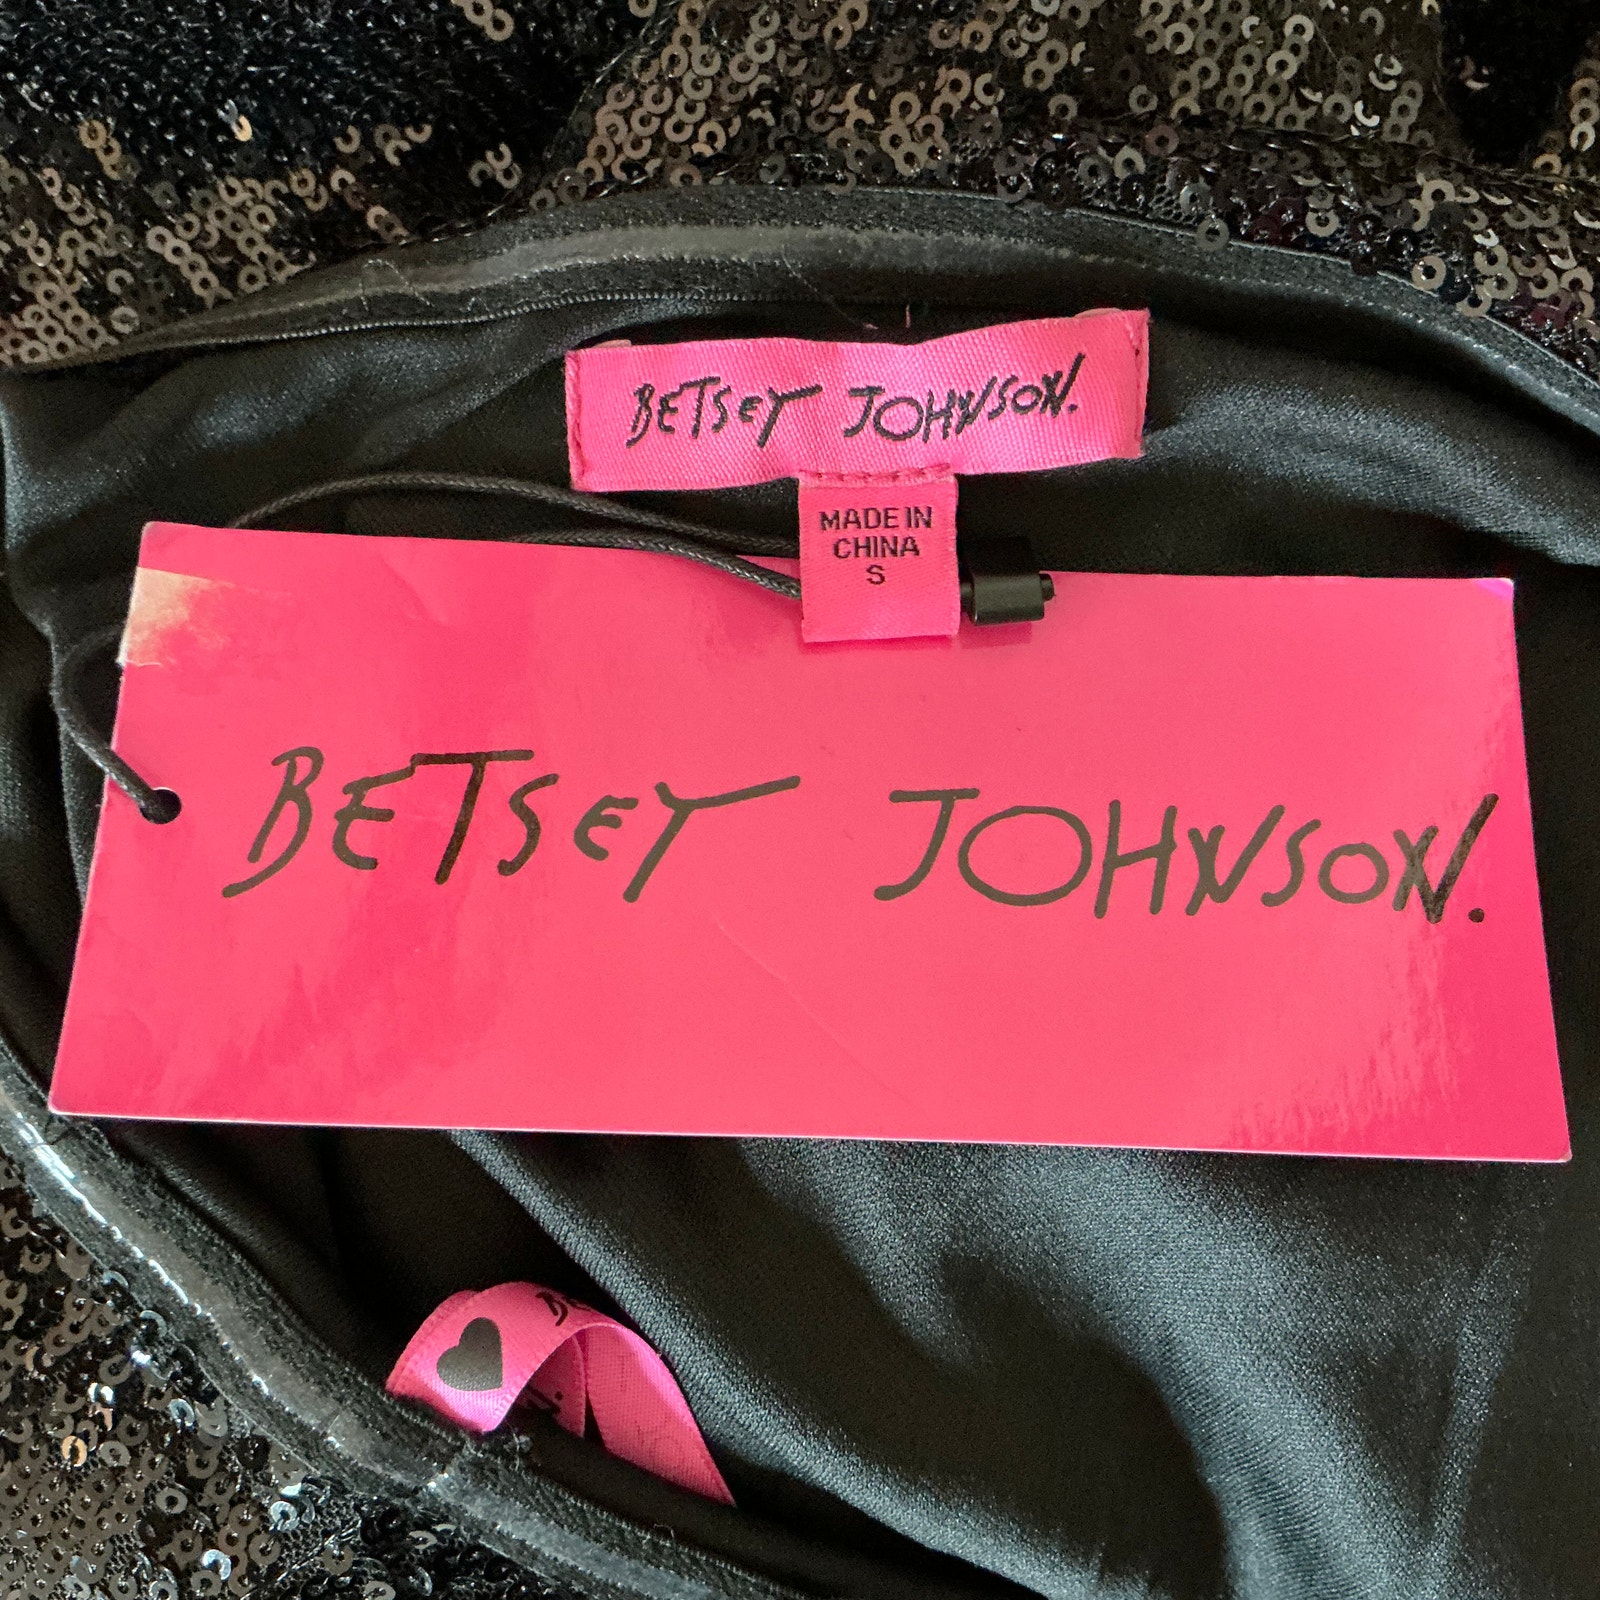 BETSEY JOHNSON.
MADE IN
CHINA
S
BETSEY JOHNSON.